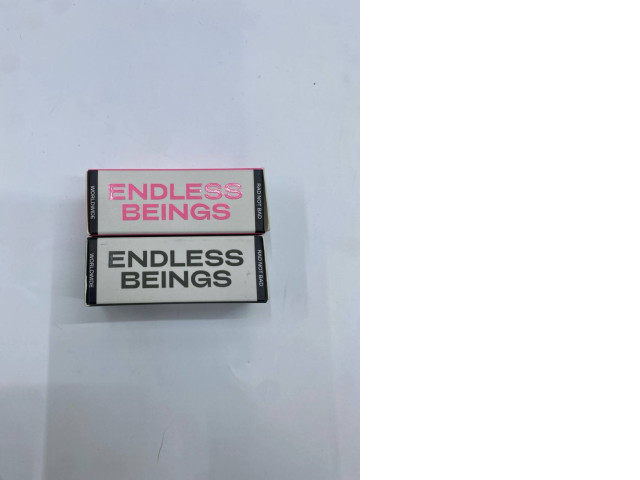 WORLDWIDE
ENDLESS
BEINGS
RAD NOT BAD
WORLDWIDE
ENDLESS
BEINGS
RAD NOT BAD